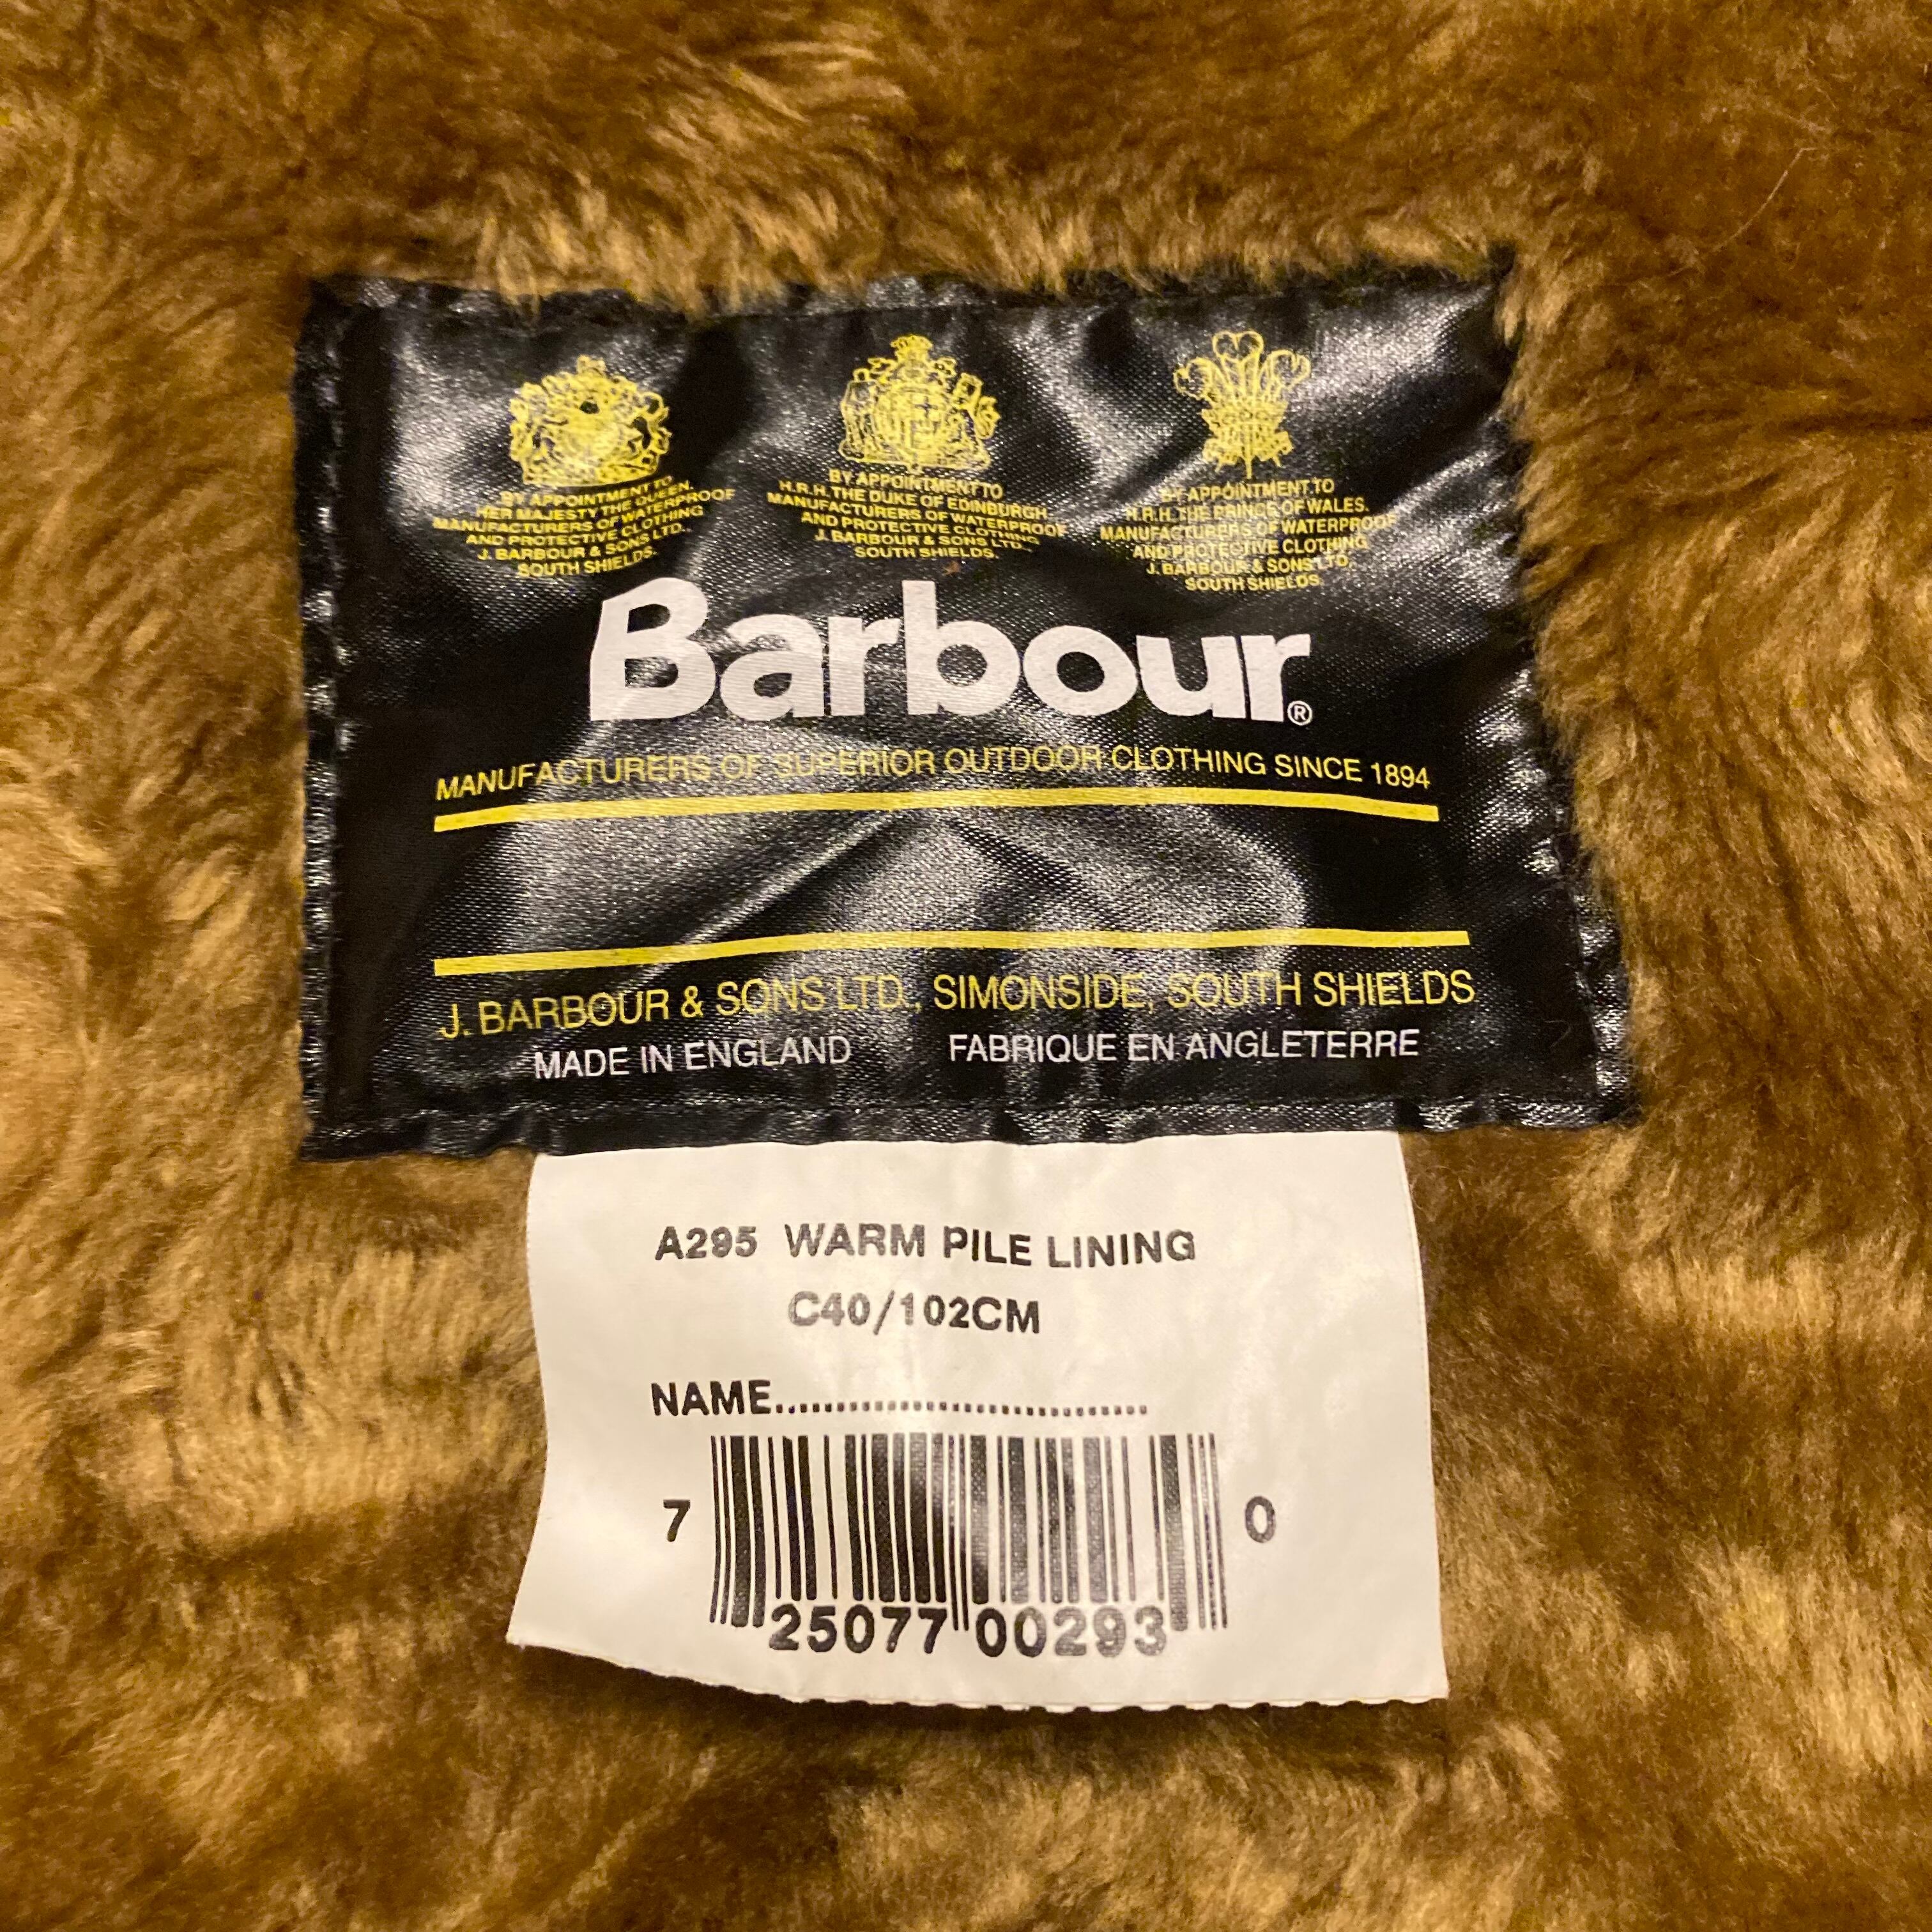 BY APPOINTMENT TO
HER MAJESTY THE QUEEN.
MANUFACTURERS OF WATERPROOF
AND PROTECTIVE CLOTHING
J. BARBOUR & SONS LTD.,
SOUTH SHIELDS.
BY APPOINTMENT TO
H.R.H. THE DUKE OF EDINBURGH.
MANUFACTURERS OF WATERPROOF
AND PROTECTIVE CLOTHING
J. BARBOUR & SONS LTD.,
SOUTH SHIELDS.
BY APPOINTMENT TO
H.R.H. THE PRINCE OF WALES.
MANUFACTURERS OF WATERPROOF
AND PROTECTIVE CLOTHING
J. BARBOUR & SONS LTD.
SOUTH SHIELDS.
Barbour®
MANUFACTURERS OF SUPERIOR OUTDOOR CLOTHING SINCE 1894
J. BARBOUR & SONS LTD., SIMONSIDE, SOUTH SHIELDS
MADE IN ENGLAND FABRIQUE EN ANGLETERRE
A295 WARM PILE LINING
C40/102CM
NAME..............................
7 25077 00293 0